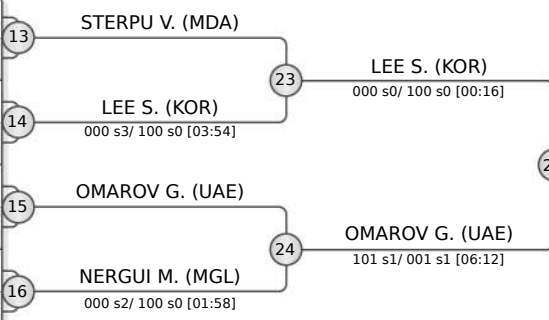 STERPU V. (MDA)
13
23
LEE S. (KOR)
000 s0/ 100 s0 [00:16]
LEE S. (KOR)
14
000 s3/ 100 s0 [03:54]
OMAROV G. (UAE)
15
24
OMAROV G. (UAE)
101 s1/ 001 s1 [06:12]
NERGUI M. (MGL)
16
000 s2/ 100 s0 [01:58]